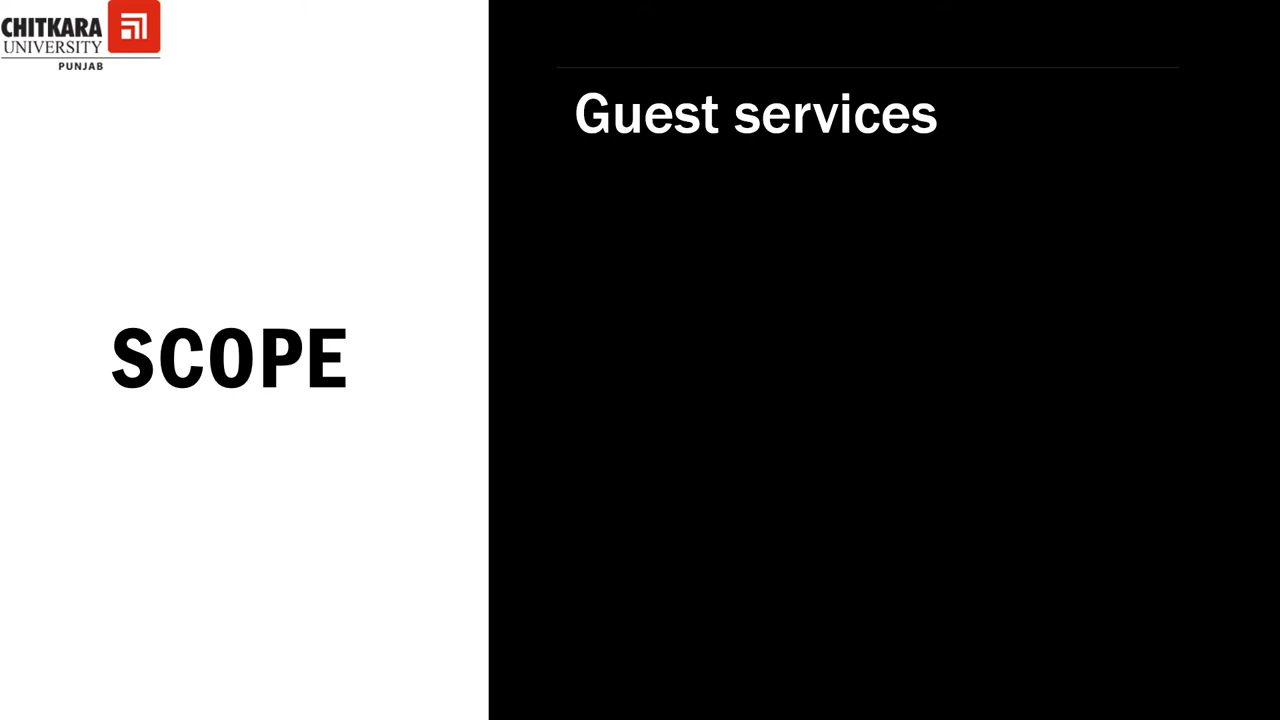 CHITKARA
UNIVERSITY
PUNJAB
SCOPE
Guest services